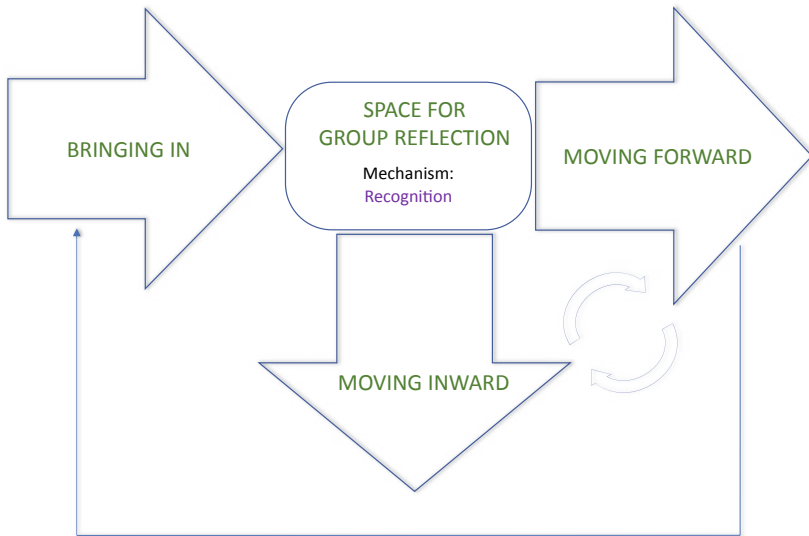 BRINGING IN
SPACE FOR
GROUP REFLECTION
Mechanism:
Recognition
MOVING FORWARD
MOVING INWARD